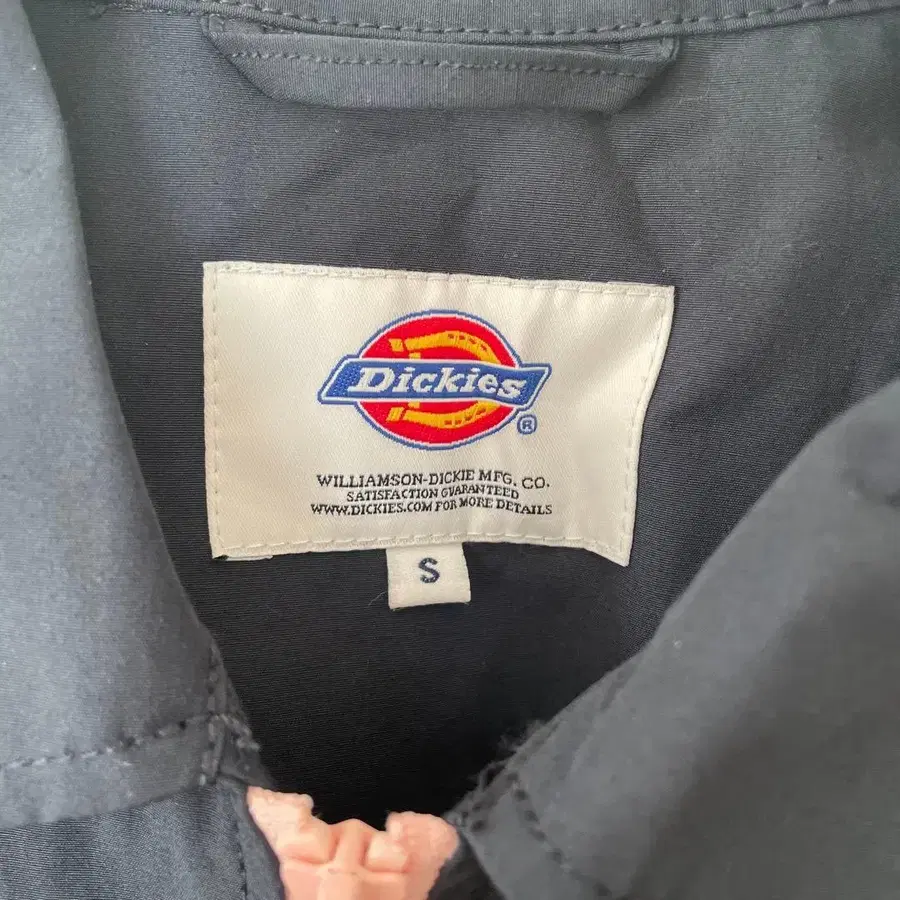 Dickies
®
WILLIAMSON-DICKIE MFG. CO.
SATISFACTION GUARANTEED
WWW.DICKIES.COM FOR MORE DETAILS
S